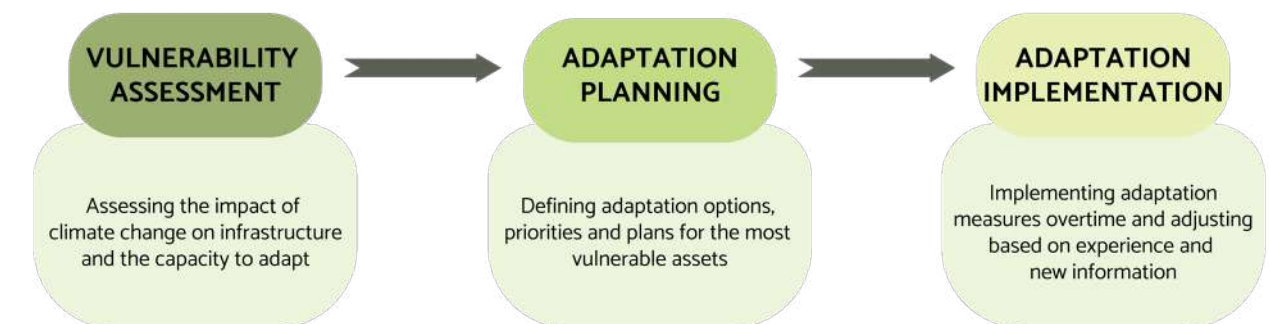 VULNERABILITY
ASSESSMENT
Assessing the impact of
climate change on infrastructure
and the capacity to adapt
ADAPTATION
PLANNING
Defining adaptation options,
priorities and plans for the most
vulnerable assets
ADAPTATION
IMPLEMENTATION
Implementing adaptation
measures overtime and adjusting
based on experience and
new information